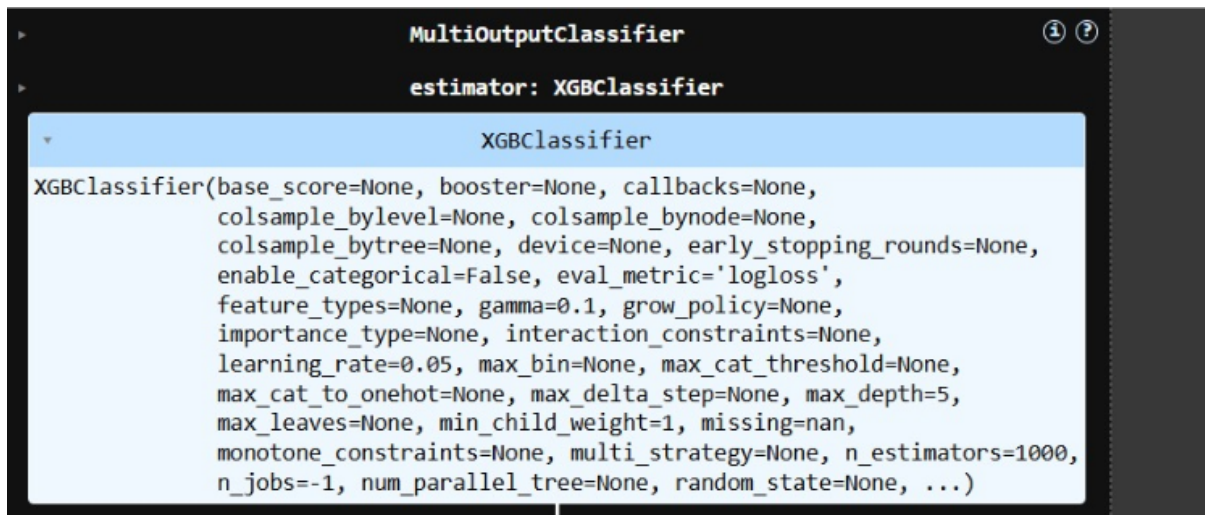 MultiOutputClassifier
estimator: XGBClassifier
XGBClassifier
XGBClassifier(base_score=None, booster=None, callbacks=None,
colsample_bylevel=None, colsample_bynode=None,
colsample_bytree=None, device=None, early_stopping_rounds=None,
enable_categorical=False, eval_metric='logloss',
feature_types=None, gamma=0.1, grow_policy=None,
importance_type=None, interaction_constraints=None,
learning_rate=0.05, max_bin=None, max_cat_threshold=None,
max_cat_to_onehot=None, max_delta_step=None, max_depth=5,
max_leaves=None, min_child_weight=1, missing=nan,
monotone_constraints=None, multi_strategy=None, n_estimators=1000,
n_jobs=-1, num_parallel_tree=None, random_state=None, ...)